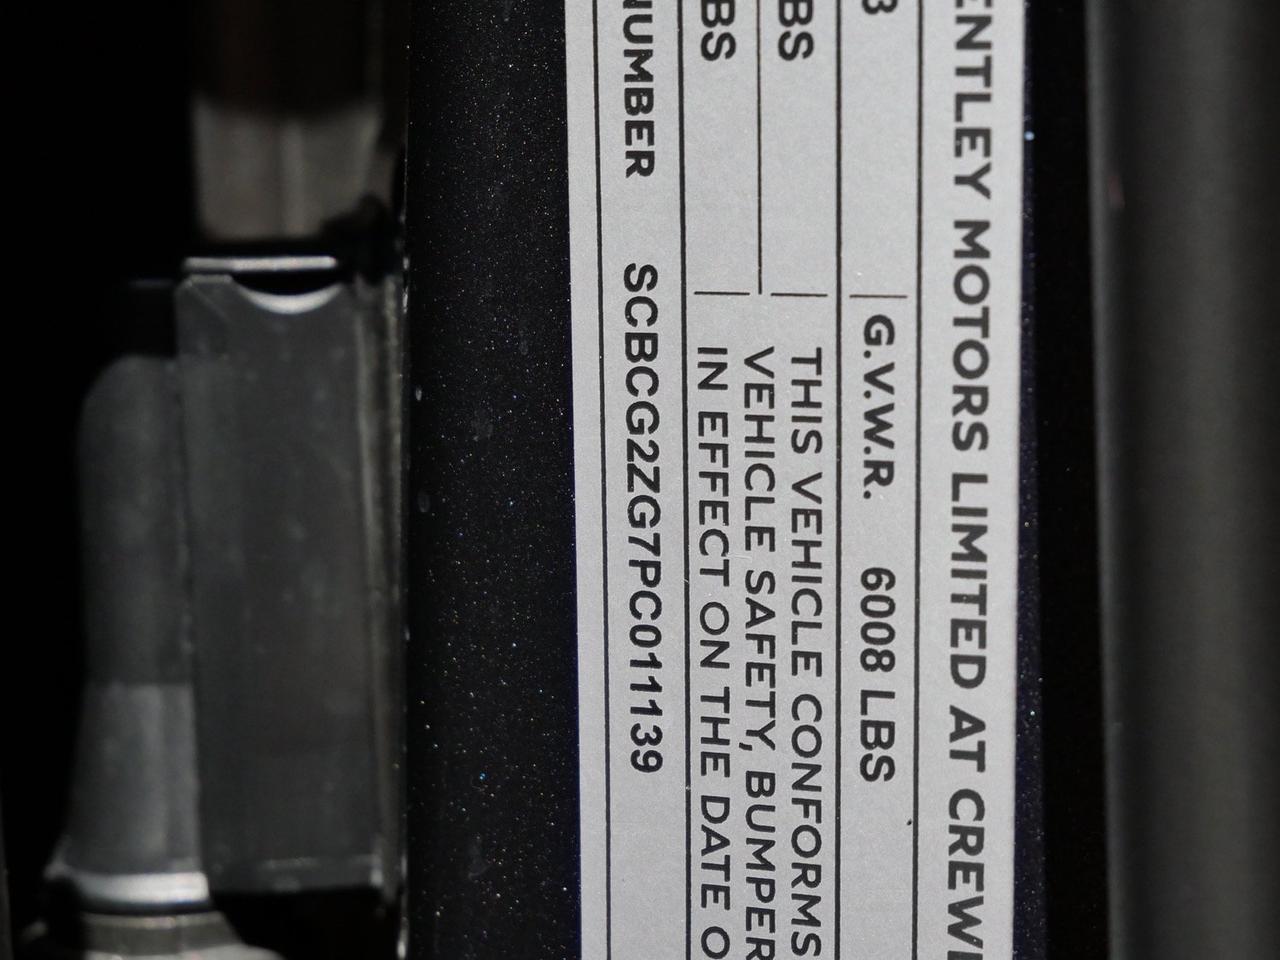 ENTLEY MOTORS LIMITED AT CREW
3 G.V.W.R. 6008 LBS
BS THIS VEHICLE CONFORMS
VEHICLE SAFETY, BUMPER
BS IN EFFECT ON THE DATE O
NUMBER SCBCG2ZG7PC011139